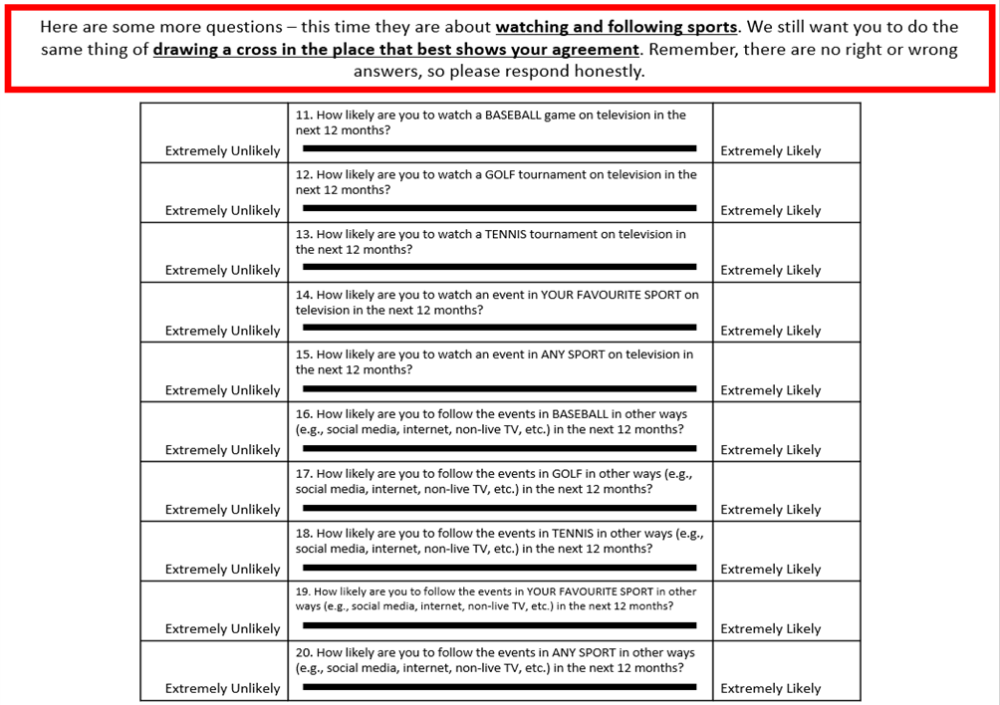 Here are some more questions – this time they are about watching and following sports. We still want you to do the
same thing of drawing a cross in the place that best shows your agreement. Remember, there are no right or wrong
answers, so please respond honestly.
11. How likely are you to watch a BASEBALL game on television in the
next 12 months?
Extremely Unlikely Extremely Likely
12. How likely are you to watch a GOLF tournament on television in the
next 12 months?
Extremely Unlikely Extremely Likely
13. How likely are you to watch a TENNIS tournament on television in
the next 12 months?
Extremely Unlikely Extremely Likely
14. How likely are you to watch an event in YOUR FAVOURITE SPORT on
television in the next 12 months?
Extremely Unlikely Extremely Likely
15. How likely are you to watch an event in ANY SPORT on television in
the next 12 months?
Extremely Unlikely Extremely Likely
16. How likely are you to follow the events in BASEBALL in other ways
(e.g., social media, internet, non-live TV, etc.) in the next 12 months?
Extremely Unlikely Extremely Likely
17. How likely are you to follow the events in GOLF in other ways (e.g.,
social media, internet, non-live TV, etc.) in the next 12 months?
Extremely Unlikely Extremely Likely
18. How likely are you to follow the events in TENNIS in other ways (e.g.,
social media, internet, non-live TV, etc.) in the next 12 months?
Extremely Unlikely Extremely Likely
19. How likely are you to follow the events in YOUR FAVOURITE SPORT in other
ways (e.g., social media, internet, non-live TV, etc.) in the next 12 months?
Extremely Unlikely Extremely Likely
20. How likely are you to follow the events in ANY SPORT in other ways
(e.g., social media, internet, non-live TV, etc.) in the next 12 months?
Extremely Unlikely Extremely Likely